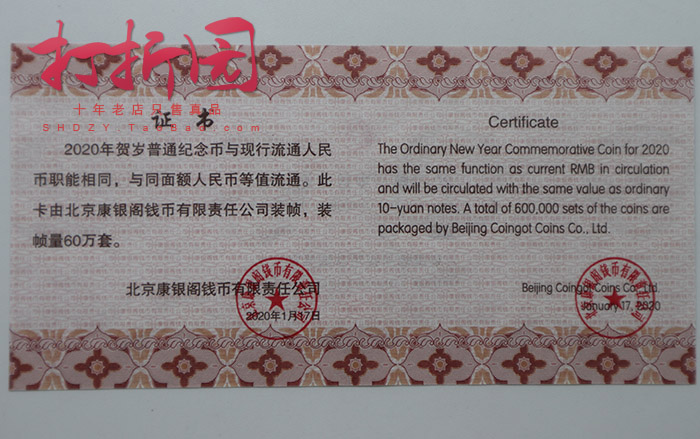 打折园
十年老店只售真品
SHDZY.Taobao.com
证书
2020年贺岁普通纪念币与现行流通人民
币职能相同，与同面额人民币等值流通。此
卡由北京康银阁钱币有限责任公司装帧，装
帧量60万套。
北京康银阁钱币有限责任公司
2020年1月17日
Certificate
The Ordinary New Year Commemorative Coin for 2020
has the same function as current RMB in circulation
and will be circulated with the same value as ordinary
10-yuan notes. A total of 600,000 sets of the coins are
packaged by Beijing Coingot Coins Co., Ltd.
Beijing Coingot Coins Co., Ltd.
January 17, 2020